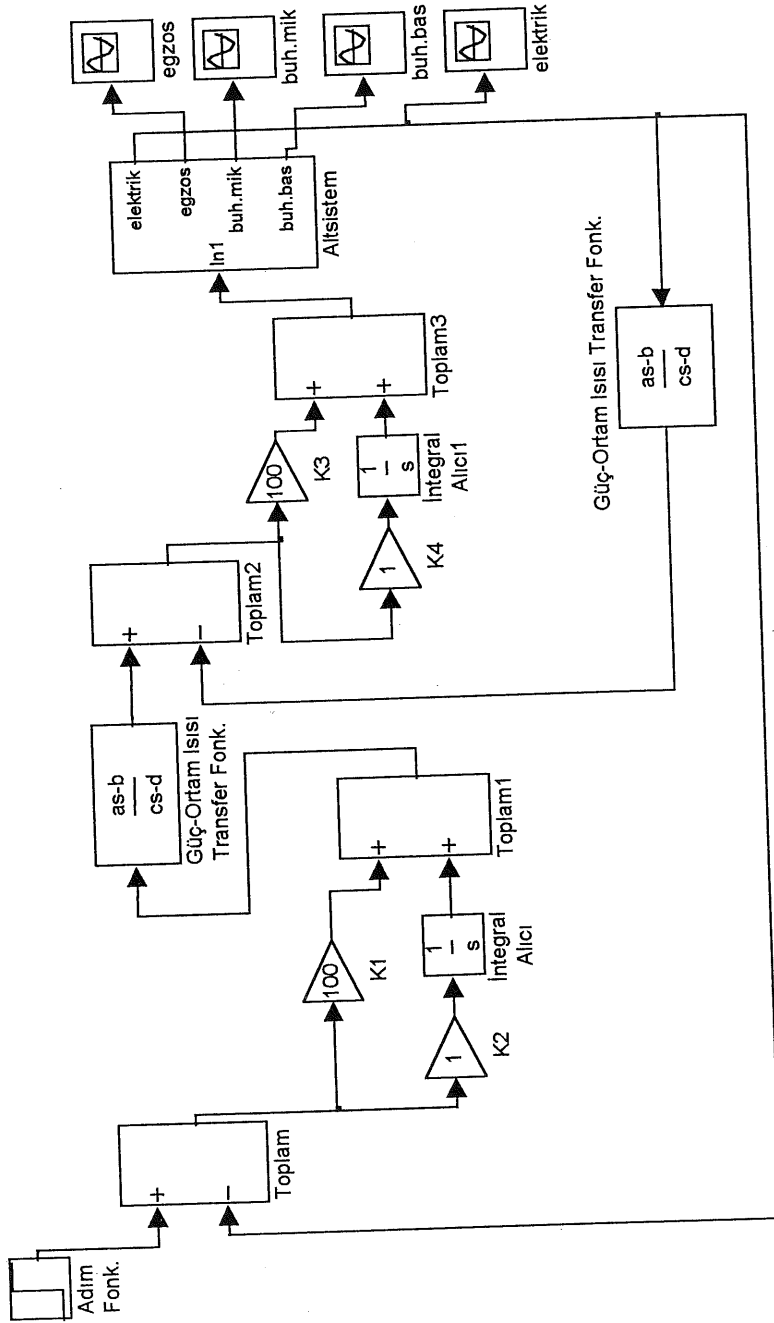 Adım
Fonk.
+
−
Toplam
100
K1
1
K2
1
s
İntegral
Alıcı
+
+
Toplam1
as-b
cs-d
Güç-Ortam Isısı
Transfer Fonk.
+
−
Toplam2
100
K3
1
K4
1
s
İntegral
Alıcı1
+
+
Toplam3
In1
elektrik
egzos
buh.mik
buh.bas
Altsistem
egzos
buh.mik
buh.bas
elektrik
as-b
cs-d
Güç-Ortam Isısı Transfer Fonk.